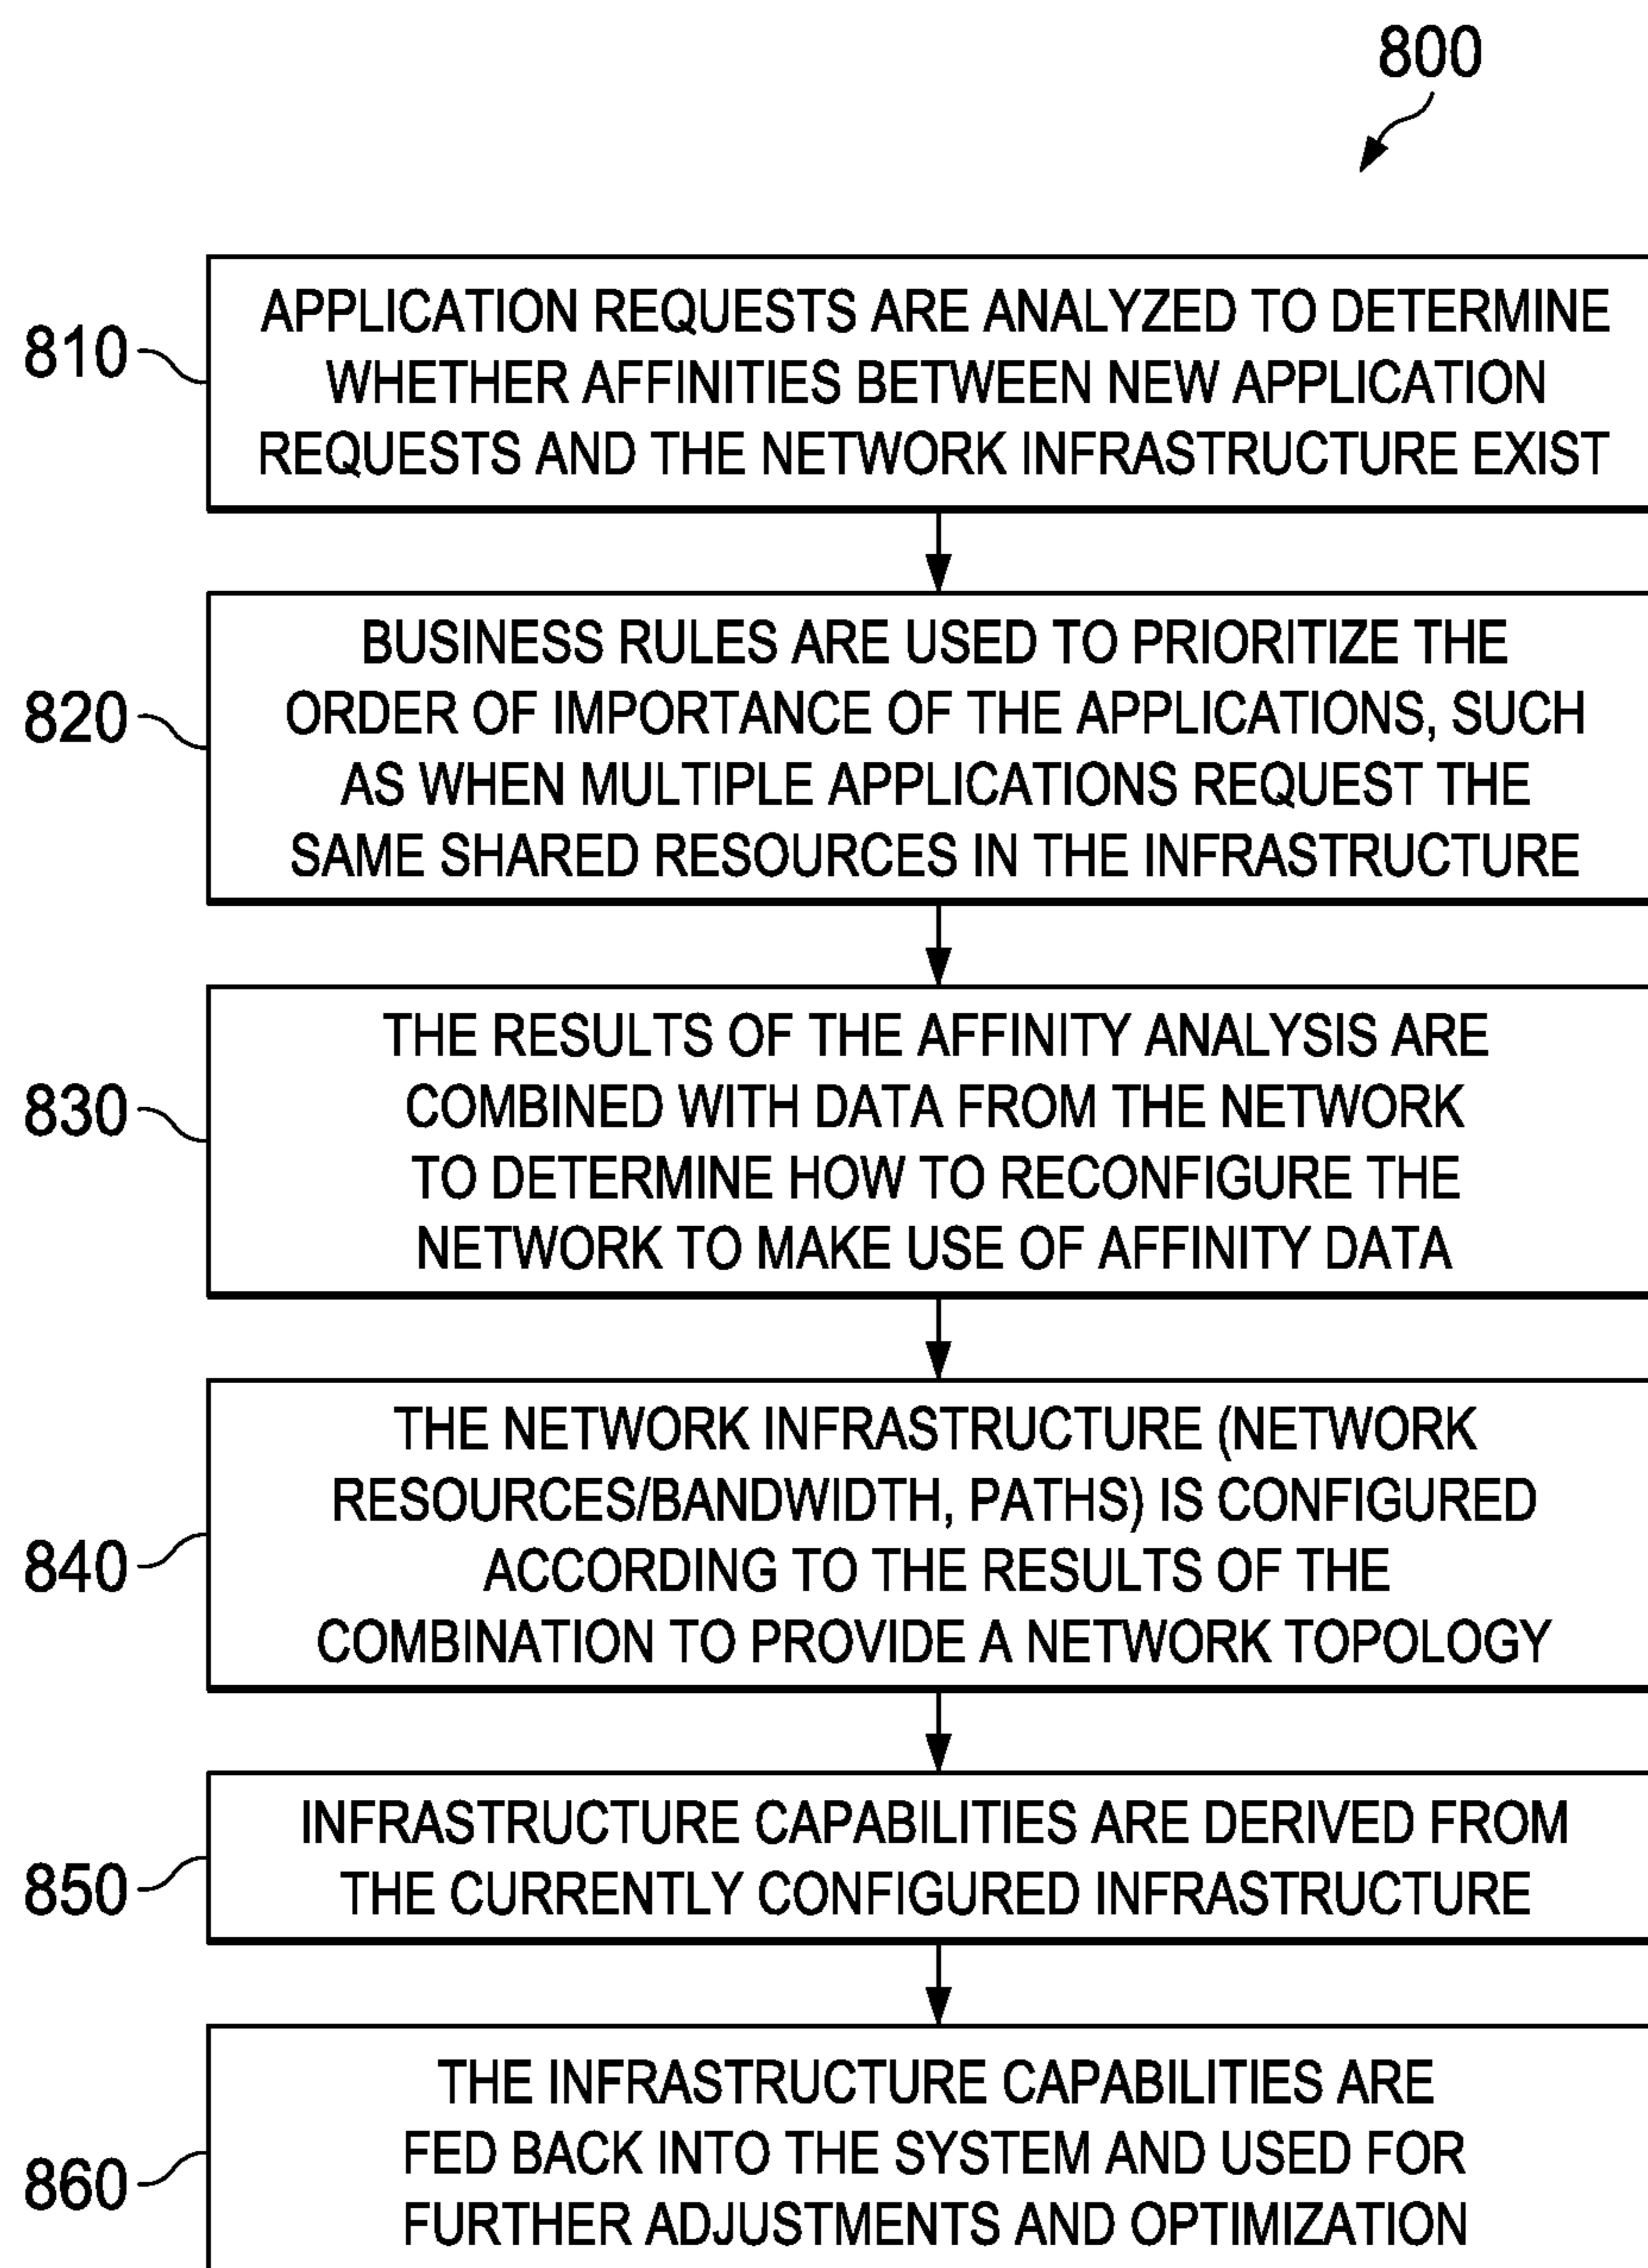 800
810
APPLICATION REQUESTS ARE ANALYZED TO DETERMINE
WHETHER AFFINITIES BETWEEN NEW APPLICATION
REQUESTS AND THE NETWORK INFRASTRUCTURE EXIST
820
BUSINESS RULES ARE USED TO PRIORITIZE THE
ORDER OF IMPORTANCE OF THE APPLICATIONS, SUCH
AS WHEN MULTIPLE APPLICATIONS REQUEST THE
SAME SHARED RESOURCES IN THE INFRASTRUCTURE
830
THE RESULTS OF THE AFFINITY ANALYSIS ARE
COMBINED WITH DATA FROM THE NETWORK
TO DETERMINE HOW TO RECONFIGURE THE
NETWORK TO MAKE USE OF AFFINITY DATA
840
THE NETWORK INFRASTRUCTURE (NETWORK
RESOURCES/BANDWIDTH, PATHS) IS CONFIGURED
ACCORDING TO THE RESULTS OF THE
COMBINATION TO PROVIDE A NETWORK TOPOLOGY
850
INFRASTRUCTURE CAPABILITIES ARE DERIVED FROM
THE CURRENTLY CONFIGURED INFRASTRUCTURE
860
THE INFRASTRUCTURE CAPABILITIES ARE
FED BACK INTO THE SYSTEM AND USED FOR
FURTHER ADJUSTMENTS AND OPTIMIZATION